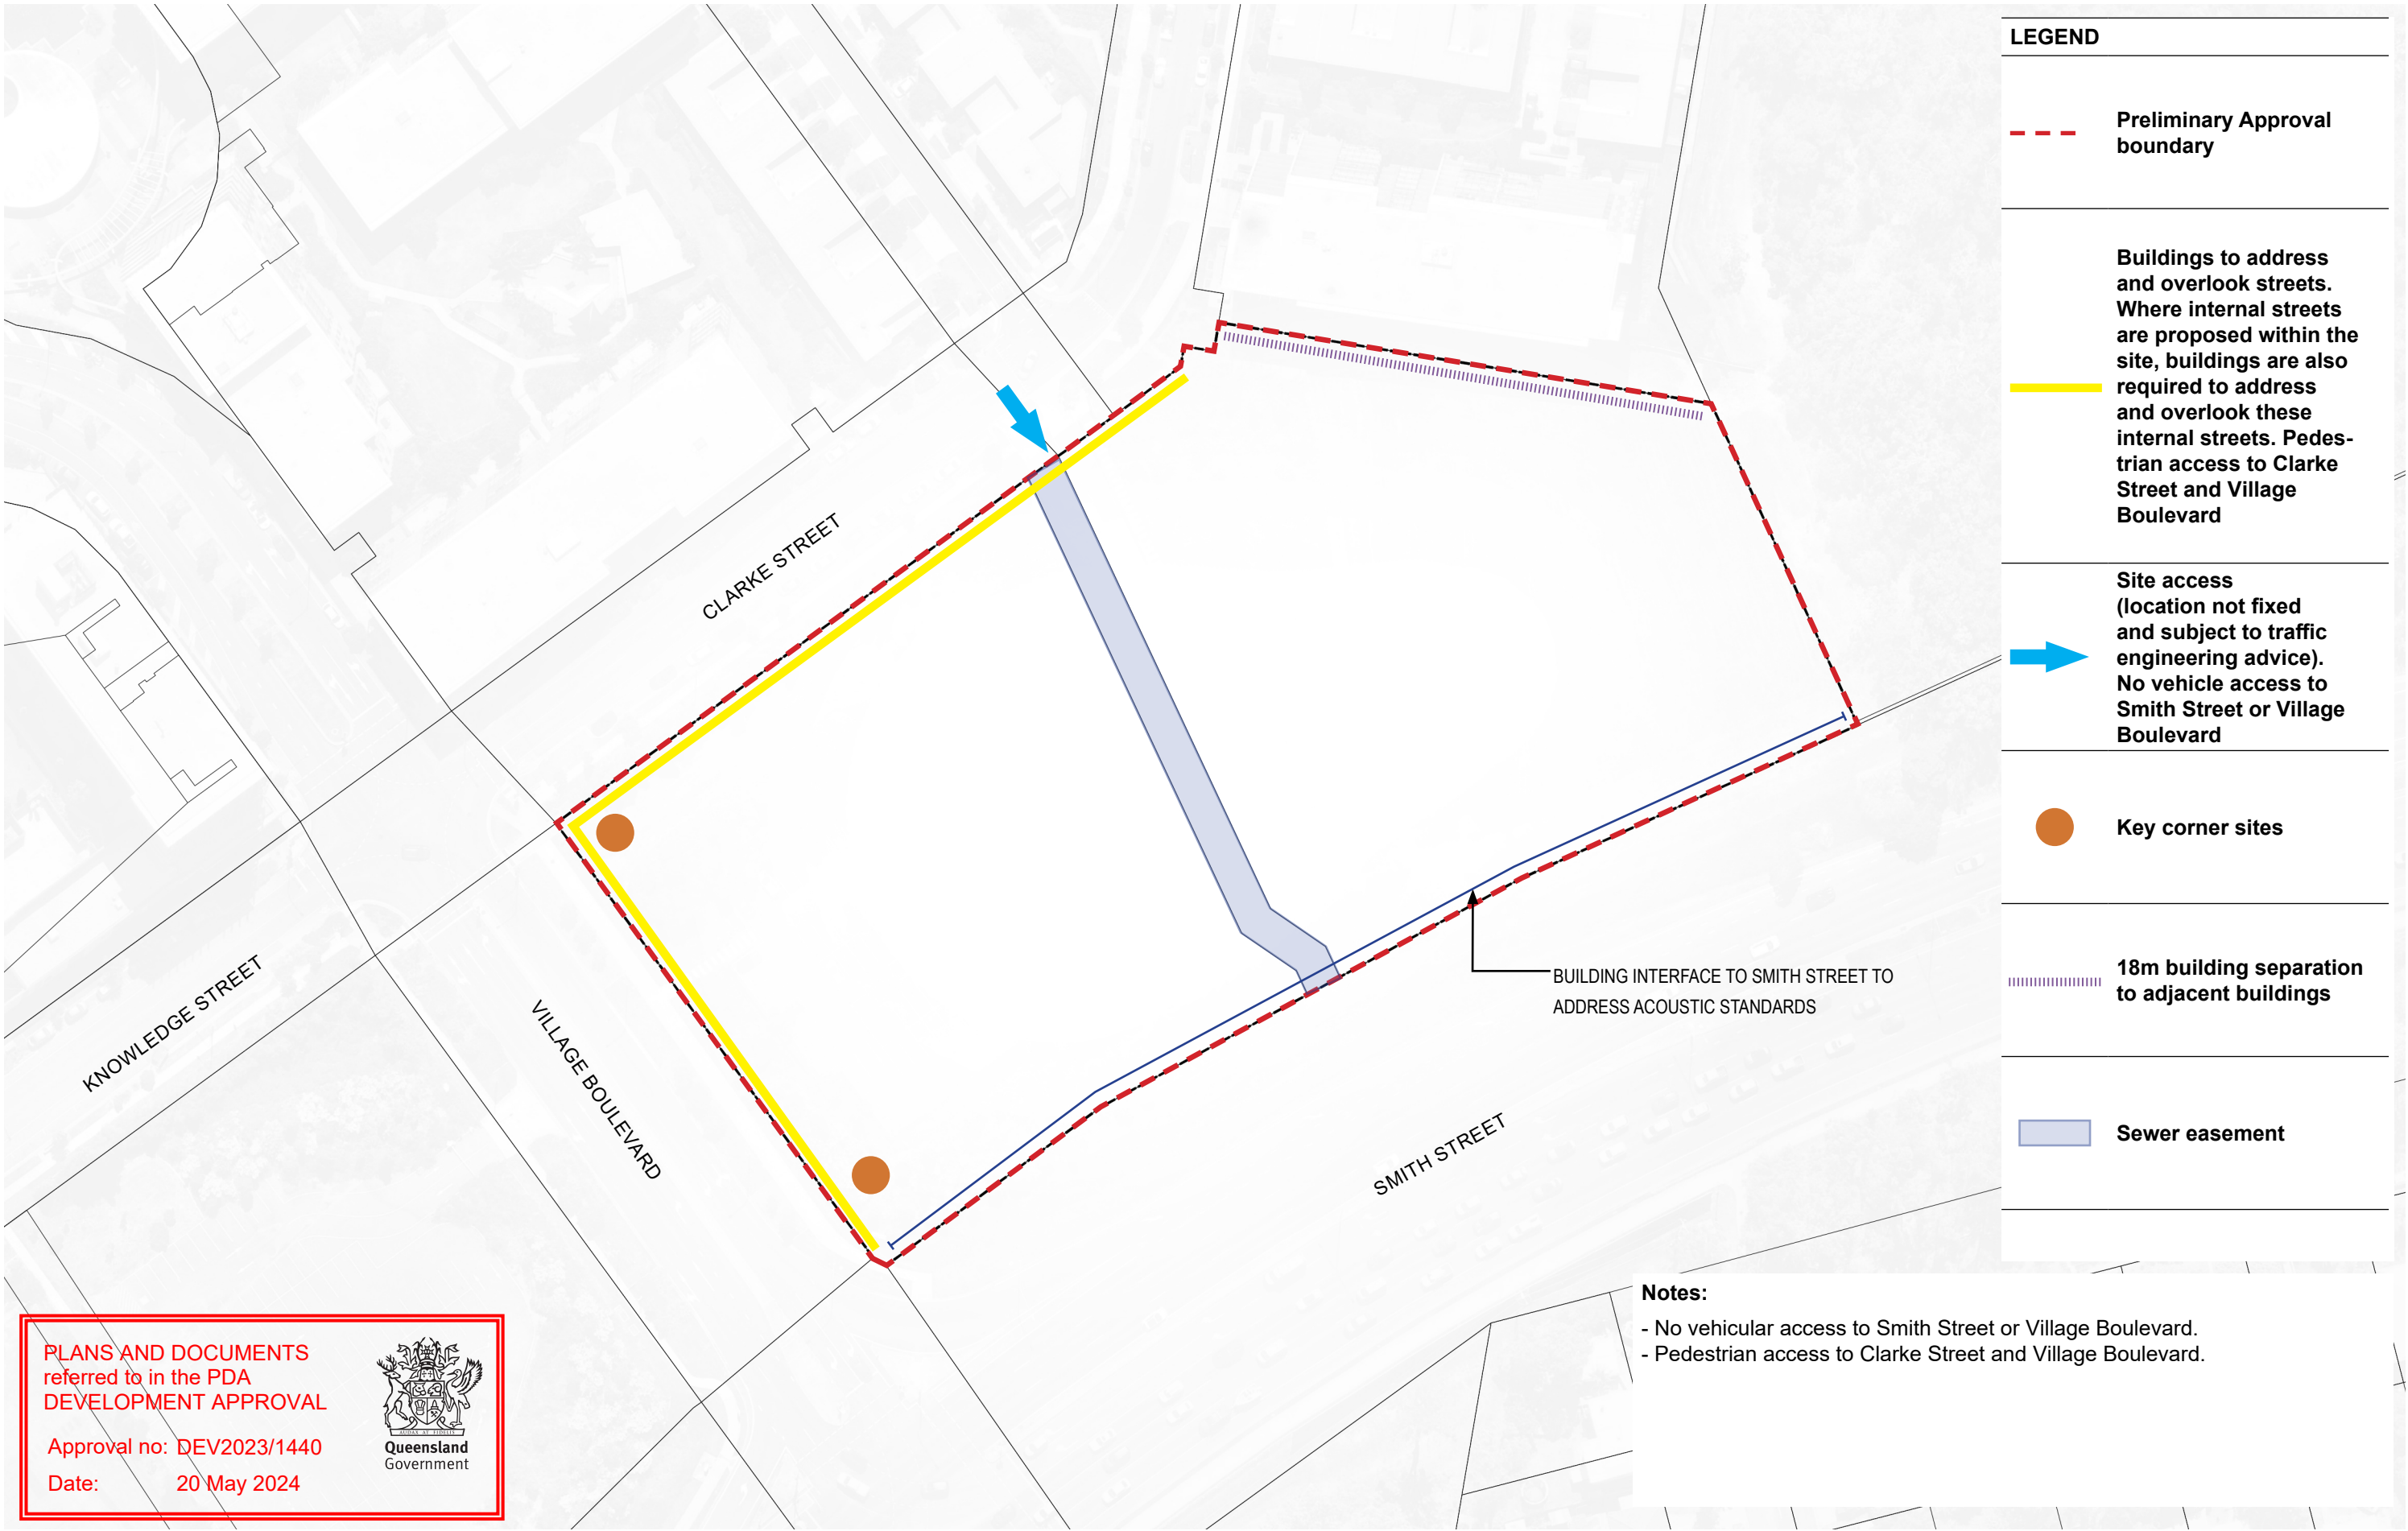 LEGEND
Preliminary Approval
boundary
Buildings to address
and overlook streets.
Where internal streets
are proposed within the
site, buildings are also
required to address
and overlook these
internal streets. Pedes-
trian access to Clarke
Street and Village
Boulevard
Site access
(location not fixed
and subject to traffic
engineering advice).
No vehicle access to
Smith Street or Village
Boulevard
Key corner sites
18m building separation
to adjacent buildings
Sewer easement
CLARKE STREET
KNOWLEDGE STREET
VILLAGE BOULEVARD
BUILDING INTERFACE TO SMITH STREET TO
ADDRESS ACOUSTIC STANDARDS
SMITH STREET
Notes:
- No vehicular access to Smith Street or Village Boulevard.
- Pedestrian access to Clarke Street and Village Boulevard.
PLANS AND DOCUMENTS
referred to in the PDA
DEVELOPMENT APPROVAL
Approval no: DEV2023/1440
Date: 20 May 2024
AUDAX AT FIDELIS
Queensland
Government